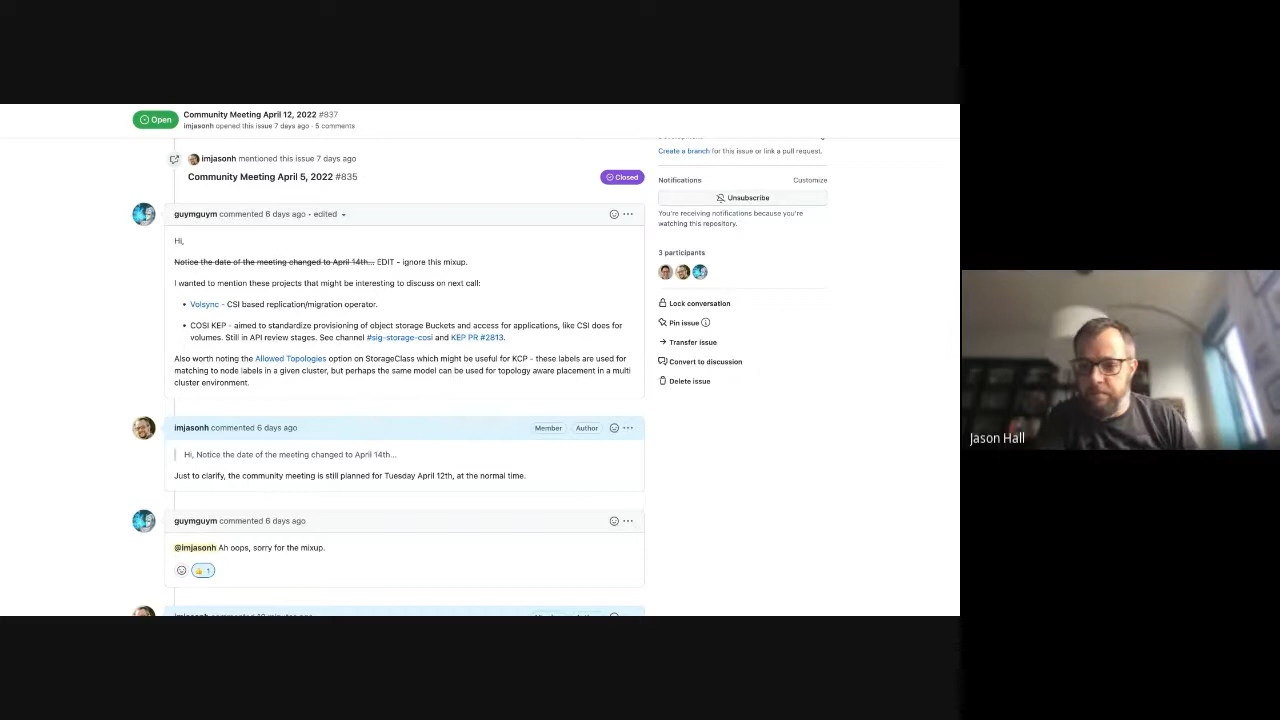 Open
Community Meeting April 12, 2022 #837
imjasonh opened this issue 7 days ago · 5 comments
Create a branch for this issue or link a pull request.
imjasonh mentioned this issue 7 days ago
Community Meeting April 5, 2022 #835
Closed
Notifications
Customize
Unsubscribe
You're receiving notifications because you're
watching this repository.
guymguym commented 6 days ago • edited
Hi,
Notice the date of the meeting changed to April 14th... EDIT - ignore this mixup.
I wanted to mention these projects that might be interesting to discuss on next call:
• Volsync - CSI based replication/migration operator.
• COSI KEP - aimed to standardize provisioning of object storage Buckets and access for applications, like CSI does for
volumes. Still in API review stages. See channel #sig-storage-cosi and KEP PR #2813.
Also worth noting the Allowed Topologies option on StorageClass which might be useful for KCP - these labels are used for
matching to node labels in a given cluster, but perhaps the same model can be used for topology aware placement in a multi
cluster environment.
3 participants
Lock conversation
Pin issue
Transfer issue
Convert to discussion
Delete issue
imjasonh commented 6 days ago
Member
Author
Hi, Notice the date of the meeting changed to April 14th...
Just to clarify, the community meeting is still planned for Tuesday April 12th, at the normal time.
guymguym commented 6 days ago
@imjasonh Ah oops, sorry for the mixup.
1
Jason Hall